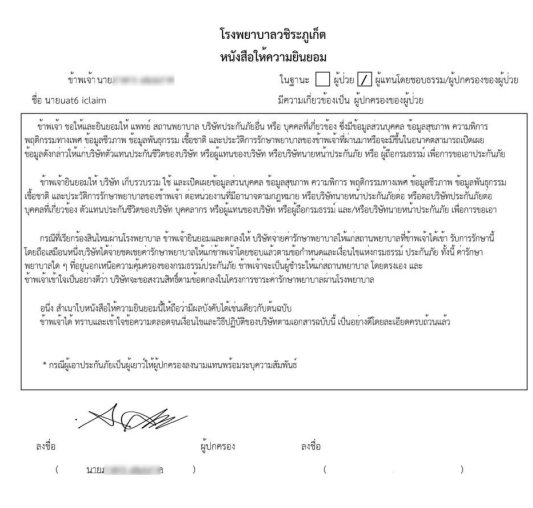 โรงพยาบาลวชิระภูเก็ต
หนังสือให้ความยินยอม
ข้าพเจ้า นาย ในฐานะ ผู้ป่วย / ผู้แทนโดยชอบธรรม/ผู้ปกครองของผู้ป่วย
ชื่อ นายuat6 iclaim มีความเกี่ยวข้องเป็น ผู้ปกครองของผู้ป่วย
ข้าพเจ้า ขอให้และยินยอมให้ แพทย์ สถานพยาบาล บริษัทประกันภัยอื่น หรือ บุคคลที่เกี่ยวข้อง ซึ่งมีข้อมูลส่วนบุคคล ข้อมูลสุขภาพ ความพิการ
พฤติกรรมทางเพศ ข้อมูลชีวภาพ ข้อมูลพันธุกรรม เชื้อชาติ และประวัติการรักษาพยาบาลของข้าพเจ้าที่ผ่านมาหรือจะมีขึ้นในอนาคตสามารถเปิดเผย
ข้อมูลดังกล่าวให้แก่บริษัทตัวแทนประกันชีวิตของบริษัท หรือผู้แทนของบริษัท หรือบริษัทนายหน้าประกันภัย หรือ ผู้ถือกรมธรรม์ เพื่อการขอเอาประกันภัย
ข้าพเจ้ายินยอมให้ บริษัท เก็บรวบรวม ใช้ และเปิดเผยข้อมูลส่วนบุคคล ข้อมูลสุขภาพ ความพิการ พฤติกรรมทางเพศ ข้อมูลชีวภาพ ข้อมูลพันธุกรรม
เชื้อชาติ และประวัติการรักษาพยาบาลของข้าพเจ้า ต่อหน่วยงานที่มีอำนาจตามกฎหมาย หรือบริษัทนายหน้าประกันภัย หรือต่อบริษัทประกันภัยต่อ
บุคคลที่เกี่ยวข้อง ตัวแทนประกันชีวิตของบริษัท บุคลากร หรือผู้แทนของบริษัท หรือผู้ถือกรมธรรม์ และ/หรือบริษัทนายหน้าประกันภัย เพื่อการขอเอา
กรณีที่เรียกร้องสินไหมผ่านโรงพยาบาล ข้าพเจ้ายินยอมและตกลงให้ บริษัทจ่ายค่ารักษาพยาบาลให้แก่สถานพยาบาลที่ข้าพเจ้าได้เข้า รับการรักษานี้
โดยถือเสมือนหนึ่งบริษัทได้จ่ายชดเชยค่ารักษาพยาบาลให้แก่ข้าพเจ้าโดยชอบแล้วตามข้อกำหนดและเงื่อนไขแห่งกรมธรรม์ ประกันภัย ทั้งนี้ ค่ารักษา
พยาบาลใด ๆ ที่อยู่นอกเหนือความคุ้มครองของกรมธรรม์ประกันภัย ข้าพเจ้าจะเป็นผู้ชำระให้แก่สถานพยาบาล โดยตรงเอง และ
ข้าพเจ้าเข้าใจเป็นอย่างดีว่า บริษัทจะขอสงวนสิทธิ์ตามข้อตกลงในโครงการชำระค่ารักษาพยาบาลผ่านโรงพยาบาล
อนึ่ง สำเนาใบหนังสือให้ความยินยอมนี้ให้ถือว่ามีผลบังคับได้เช่นเดียวกับต้นฉบับ
ข้าพเจ้าได้ ทราบและเข้าใจข้อความตลอดจนเงื่อนไขและวิธีปฏิบัติของบริษัทตามเอกสารฉบับนี้ เป็นอย่างดีโดยละเอียดครบถ้วนแล้ว
* กรณีผู้เอาประกันภัยเป็นผู้เยาว์ให้ผู้ปกครองลงนามแทนพร้อมระบุความสัมพันธ์
ลงชื่อ ผู้ปกครอง ลงชื่อ
( นาย ) ( )